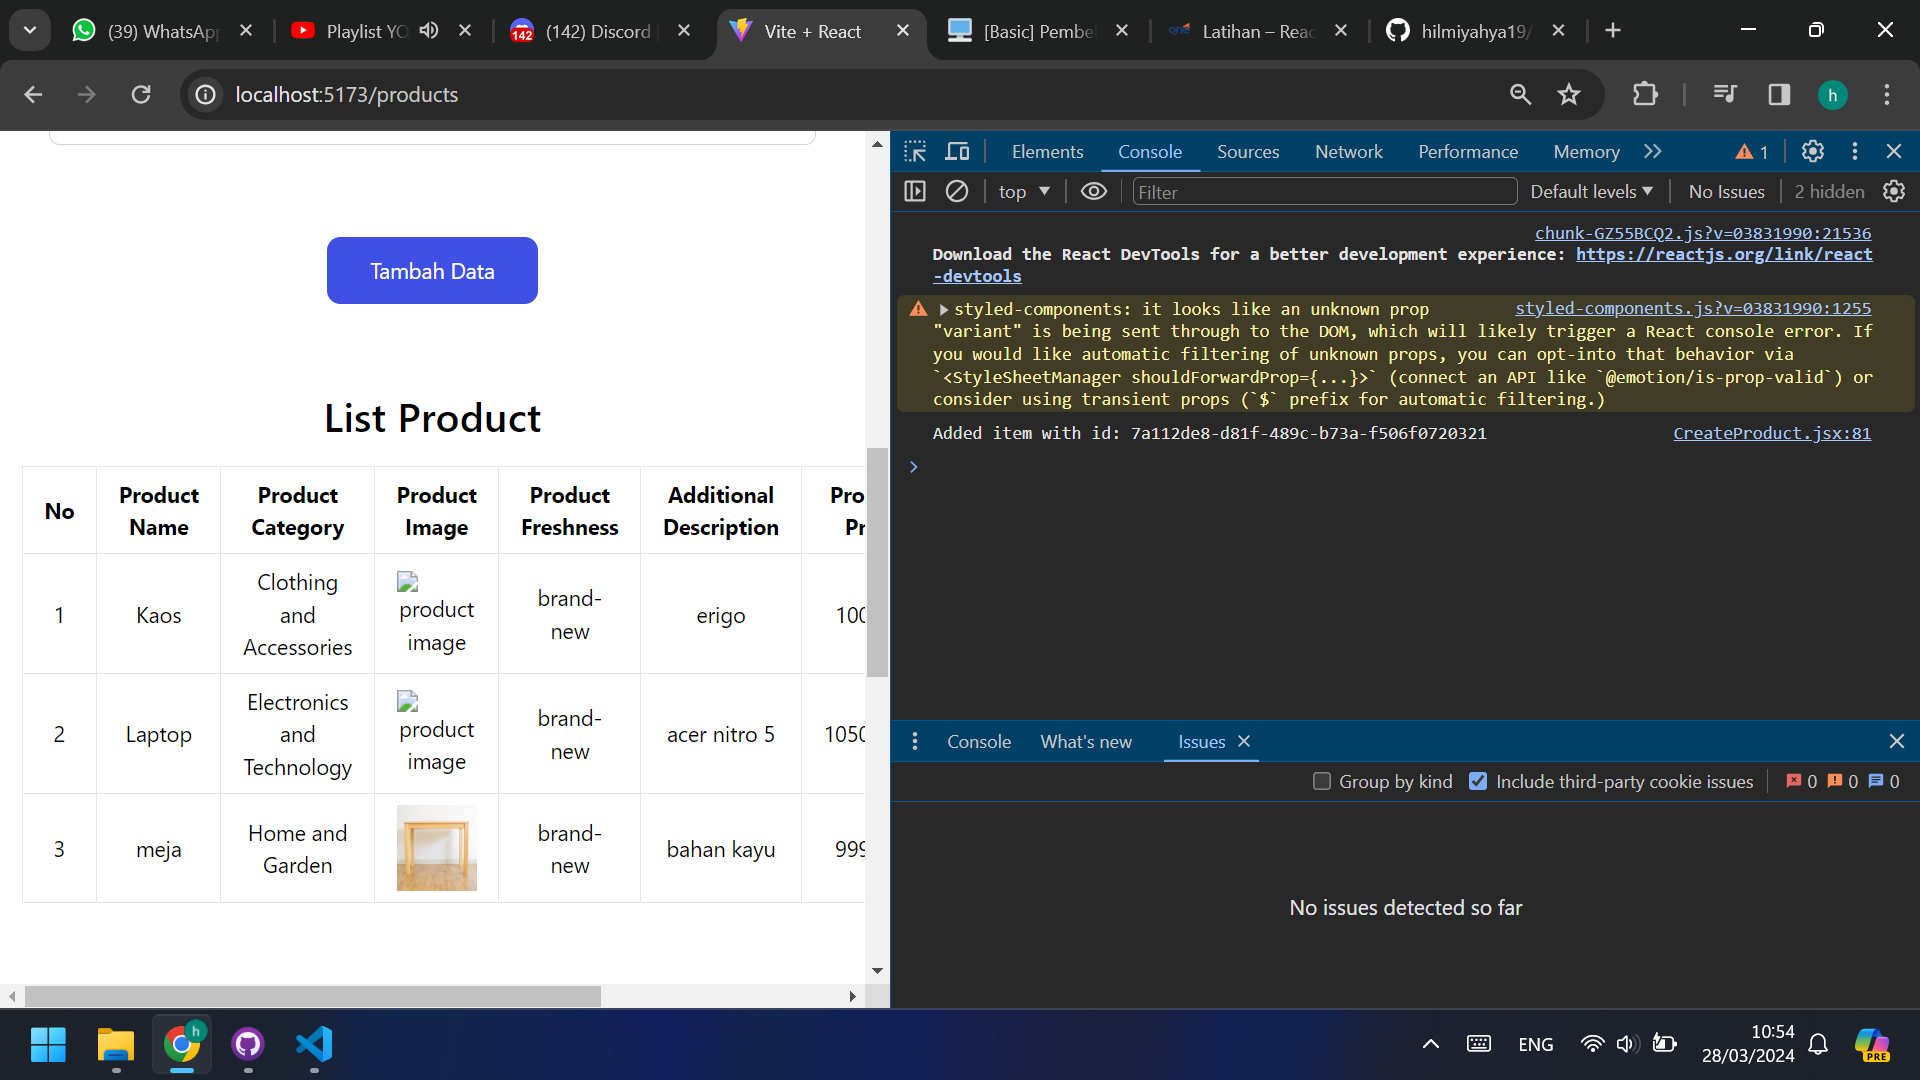 (39) WhatsApp
Playlist YO
142
(142) Discord
Vite + React
[Basic] Pembel
Latihan – Reac
hilmiyahya19/
localhost:5173/products
h
Tambah Data
List Product
No
Product Name
Product Category
Product Image
Product Freshness
Additional Description
Pro
Pr
1
Kaos
Clothing and Accessories
product image
brand-new
erigo
100
2
Laptop
Electronics and Technology
product image
brand-new
acer nitro 5
1050
3
meja
Home and Garden
brand-new
bahan kayu
999
Elements
Console
Sources
Network
Performance
Memory
1
top
Filter
Default levels
No Issues
2 hidden
chunk-GZ55BCQ2.js?v=03831990:21536
Download the React DevTools for a better development experience: https://reactjs.org/link/react
-devtools
styled-components: it looks like an unknown prop
styled-components.js?v=03831990:1255
"variant" is being sent through to the DOM, which will likely trigger a React console error. If
you would like automatic filtering of unknown props, you can opt-into that behavior via
`<StyleSheetManager shouldForwardProp={...}>` (connect an API like `@emotion/is-prop-valid`) or
consider using transient props (`$` prefix for automatic filtering.)
Added item with id: 7a112de8-d81f-489c-b73a-f506f0720321
CreateProduct.jsx:81
Console
What's new
Issues
Group by kind
Include third-party cookie issues
0
0
0
No issues detected so far
h
ENG
10:54
28/03/2024
PRE